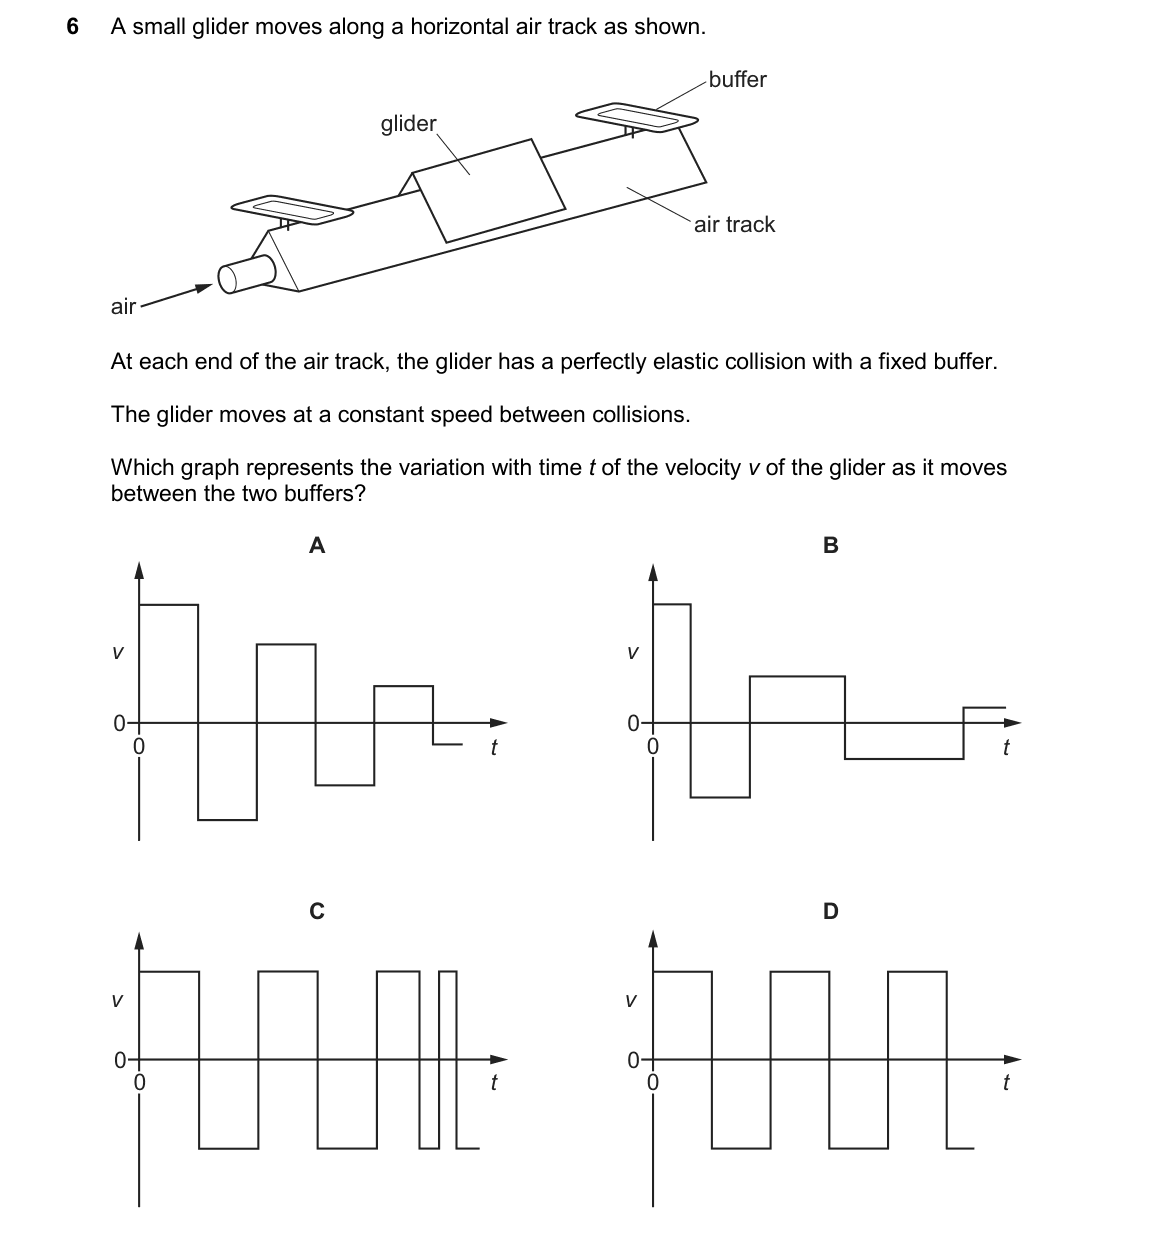 6 A small glider moves along a horizontal air track as shown.
buffer
glider
air track
air
At each end of the air track, the glider has a perfectly elastic collision with a fixed buffer.
The glider moves at a constant speed between collisions.
Which graph represents the variation with time t of the velocity v of the glider as it moves
between the two buffers?
A
v
0
0
t
B
v
0
0
t
C
v
0
0
t
D
v
0
0
t